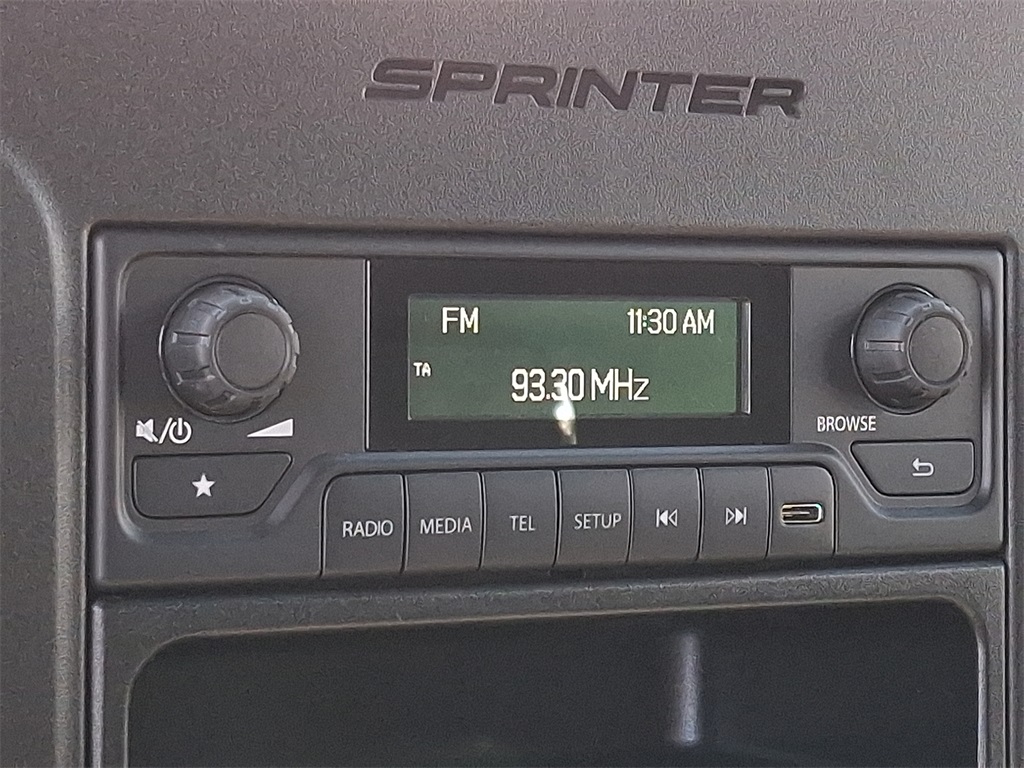 SPRINTER
FM 11:30 AM
TA
93.30 MHz
BROWSE
RADIO MEDIA TEL SETUP